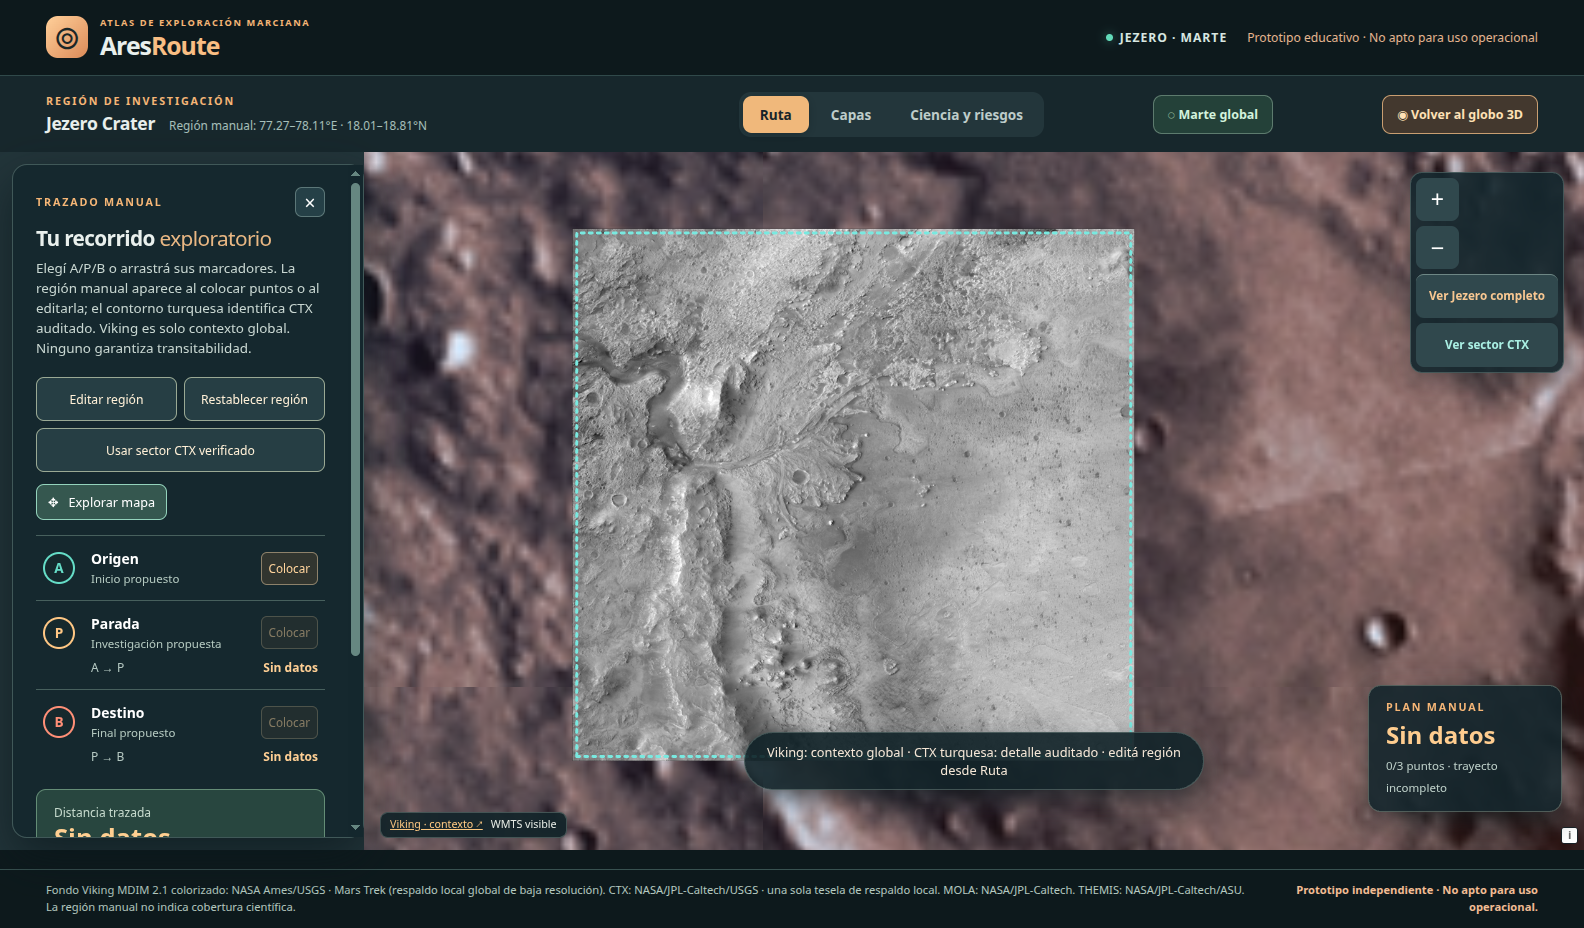 ATLAS DE EXPLORACIÓN MARCIANA
AresRoute
JEZERO · MARTE
Prototipo educativo · No apto para uso operacional
REGIÓN DE INVESTIGACIÓN
Jezero Crater
Región manual: 77.27–78.11°E · 18.01–18.81°N
Ruta
Capas
Ciencia y riesgos
Marte global
Volver al globo 3D
TRAZADO MANUAL
×
Tu recorrido exploratorio
Elegí A/P/B o arrastrá sus marcadores. La
región manual aparece al colocar puntos o al
editarla; el contorno turquesa identifica CTX
auditado. Viking es solo contexto global.
Ninguno garantiza transitabilidad.
Editar región
Restablecer región
Usar sector CTX verificado
Explorar mapa
A
Origen
Inicio propuesto
Colocar
P
Parada
Investigación propuesta
Colocar
A → P
Sin datos
B
Destino
Final propuesto
Colocar
P → B
Sin datos
Distancia trazada
Sin datos
+
−
Ver Jezero completo
Ver sector CTX
Viking: contexto global · CTX turquesa: detalle auditado · editá región
desde Ruta
PLAN MANUAL
Sin datos
0/3 puntos · trayecto
incompleto
Viking · contexto ↗ WMTS visible
i
Fondo Viking MDIM 2.1 colorizado: NASA Ames/USGS · Mars Trek (respaldo local global de baja resolución). CTX: NASA/JPL-Caltech/USGS · una sola tesela de respaldo local. MOLA: NASA/JPL-Caltech. THEMIS: NASA/JPL-Caltech/ASU.
La región manual no indica cobertura científica.
Prototipo independiente · No apto para uso
operacional.